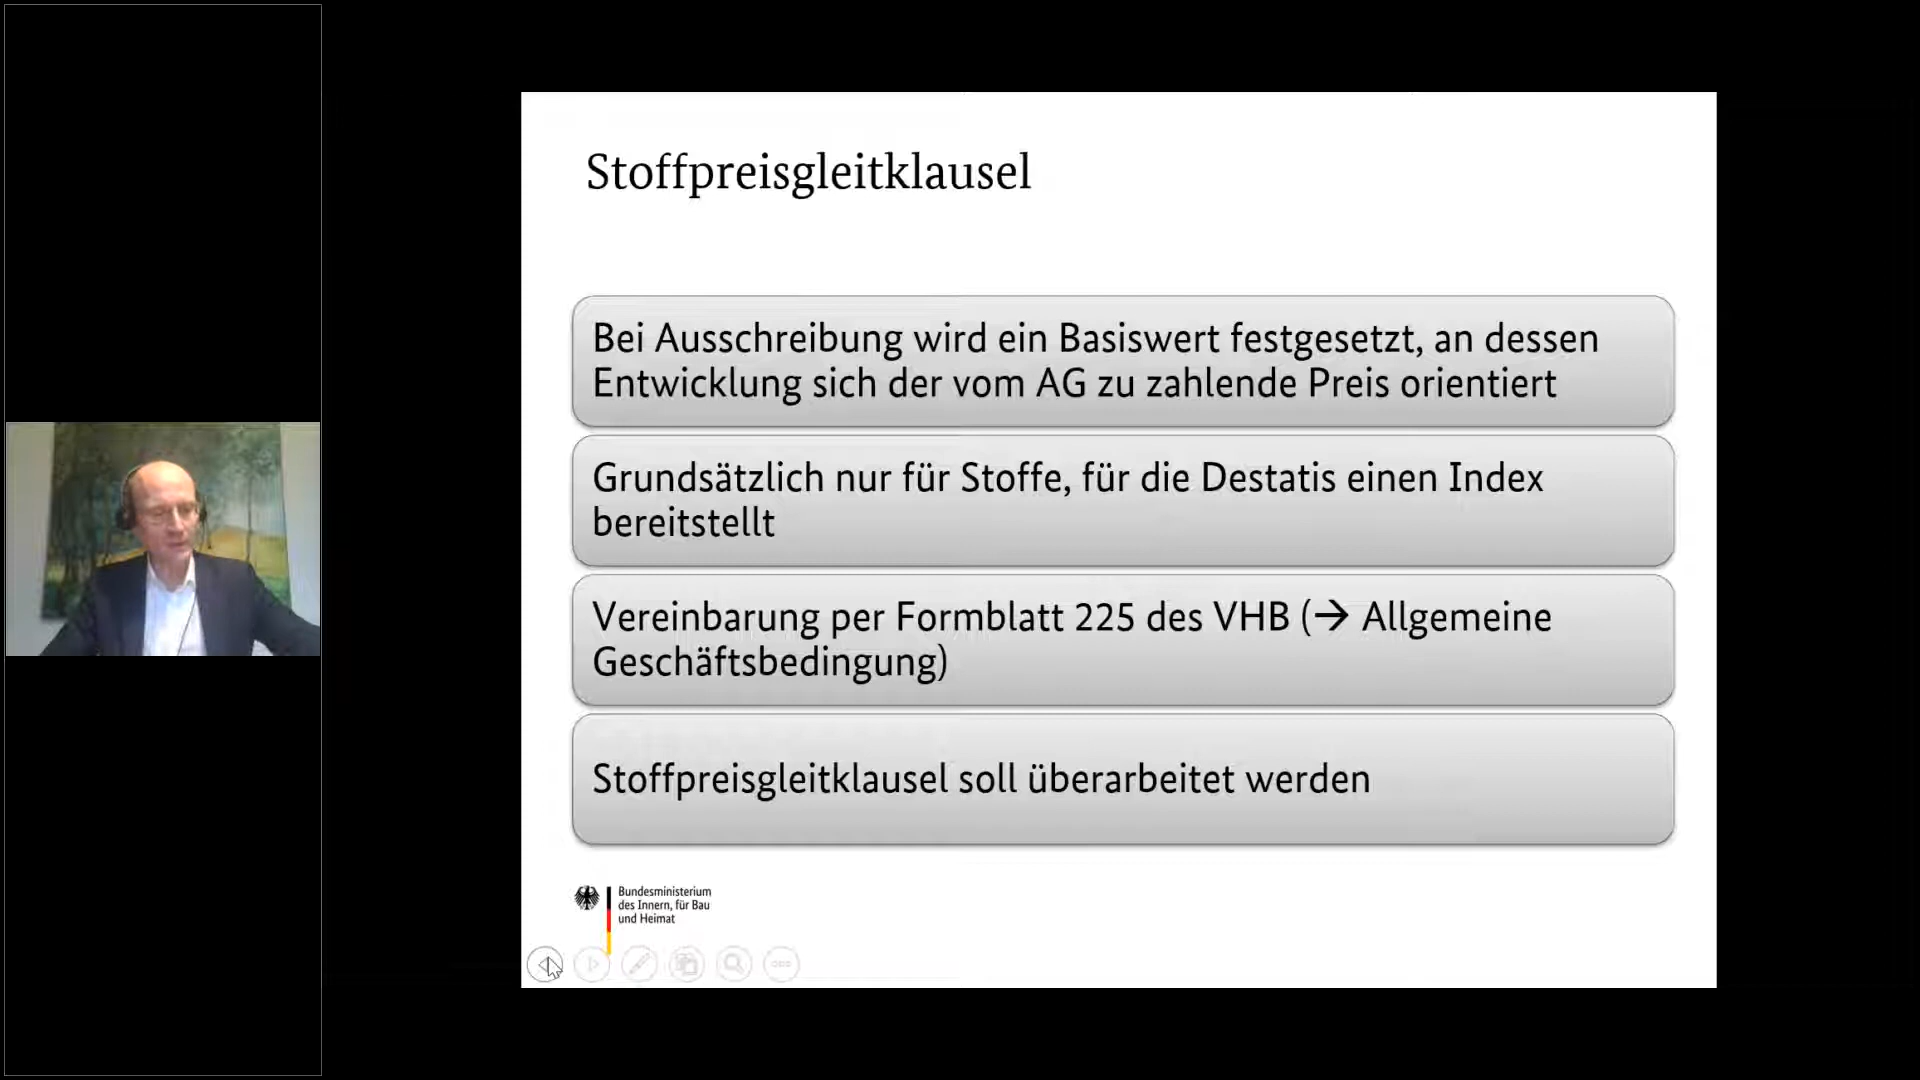 Stoffpreisgleitklausel
Bei Ausschreibung wird ein Basiswert festgesetzt, an dessen
Entwicklung sich der vom AG zu zahlende Preis orientiert
Grundsätzlich nur für Stoffe, für die Destatis einen Index
bereitstellt
Vereinbarung per Formblatt 225 des VHB (→ Allgemeine
Geschäftsbedingung)
Stoffpreisgleitklausel soll überarbeitet werden
Bundesministerium
des Innern, für Bau
und Heimat